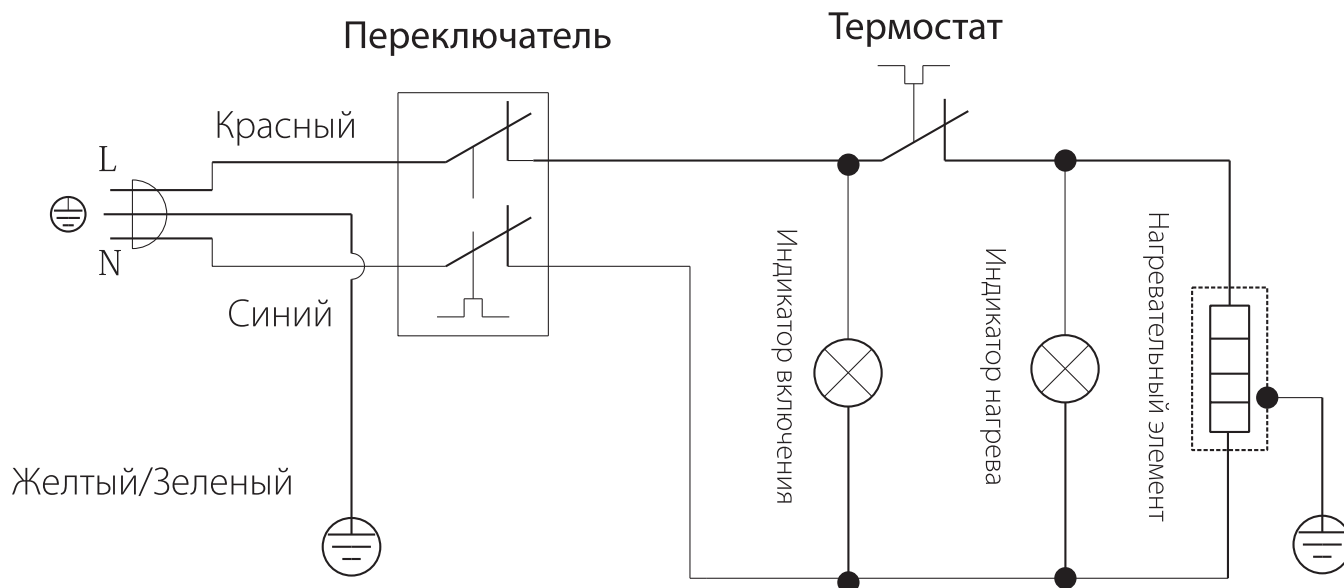 Переключатель
Термостат
Красный
L
N
Синий
Желтый/Зеленый
Индикатор включения
Индикатор нагрева
Нагревательный элемент